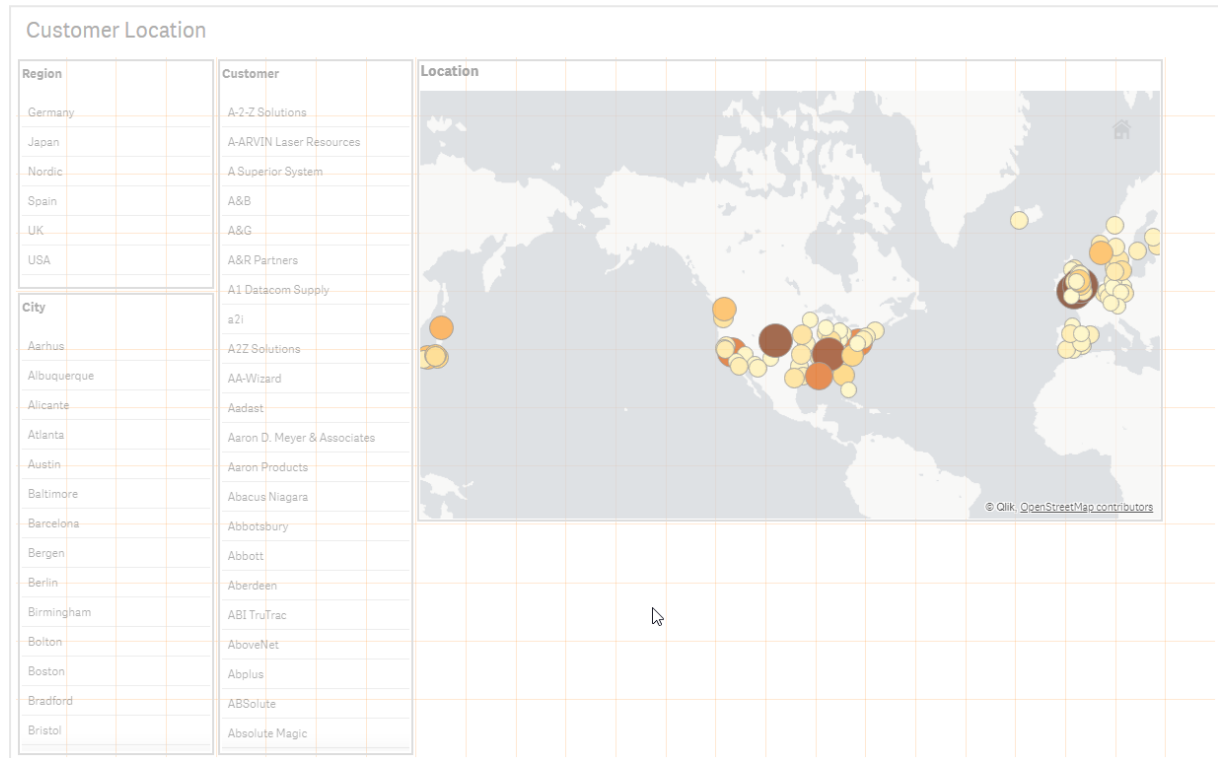 Customer Location
Region
Germany
Japan
Nordic
Spain
UK
USA
City
Aarhus
Albuquerque
Alicante
Atlanta
Austin
Baltimore
Barcelona
Bergen
Berlin
Birmingham
Bolton
Boston
Bradford
Bristol
Customer
A-2-Z Solutions
A-ARVIN Laser Resources
A Superior System
A&B
A&G
A&R Partners
A1 Datacom Supply
a2i
A2Z Solutions
AA-Wizard
Aadast
Aaron D. Meyer & Associates
Aaron Products
Abacus Niagara
Abbotsbury
Abbott
Aberdeen
ABI TruTrac
AboveNet
Abplus
ABSolute
Absolute Magic
Location
© Qlik, OpenStreetMap contributors